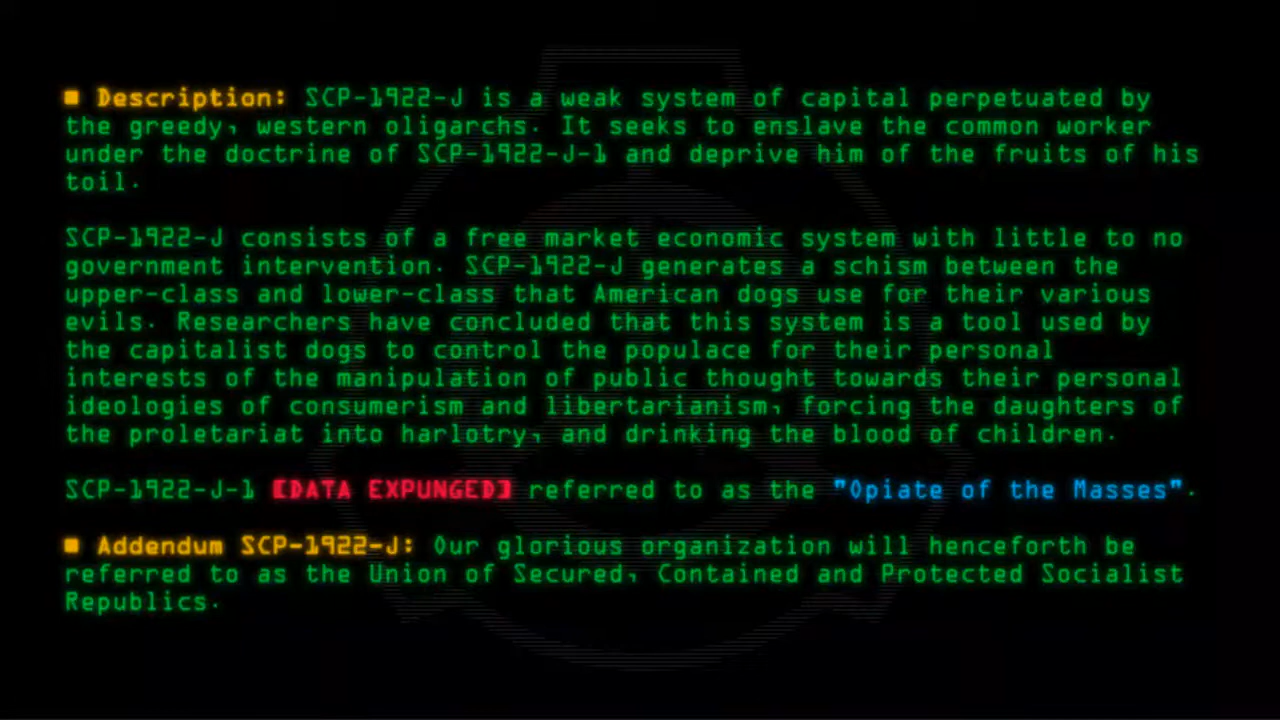 ■ Description: SCP-1922-J is a weak system of capital perpetuated by
the greedy, western oligarchs. It seeks to enslave the common worker
under the doctrine of SCP-1922-J-1 and deprive him of the fruits of his
toil.
SCP-1922-J consists of a free market economic system with little to no
government intervention. SCP-1922-J generates a schism between the
upper-class and lower-class that American dogs use for their various
evils. Researchers have concluded that this system is a tool used by
the capitalist dogs to control the populace for their personal
interests of the manipulation of public thought towards their personal
ideologies of consumerism and libertarianism, forcing the daughters of
the proletariat into harlotry, and drinking the blood of children.
SCP-1922-J-1 [DATA EXPUNGED] referred to as the "Opiate of the Masses".
■ Addendum SCP-1922-J: Our glorious organization will henceforth be
referred to as the Union of Secured, Contained and Protected Socialist
Republics.